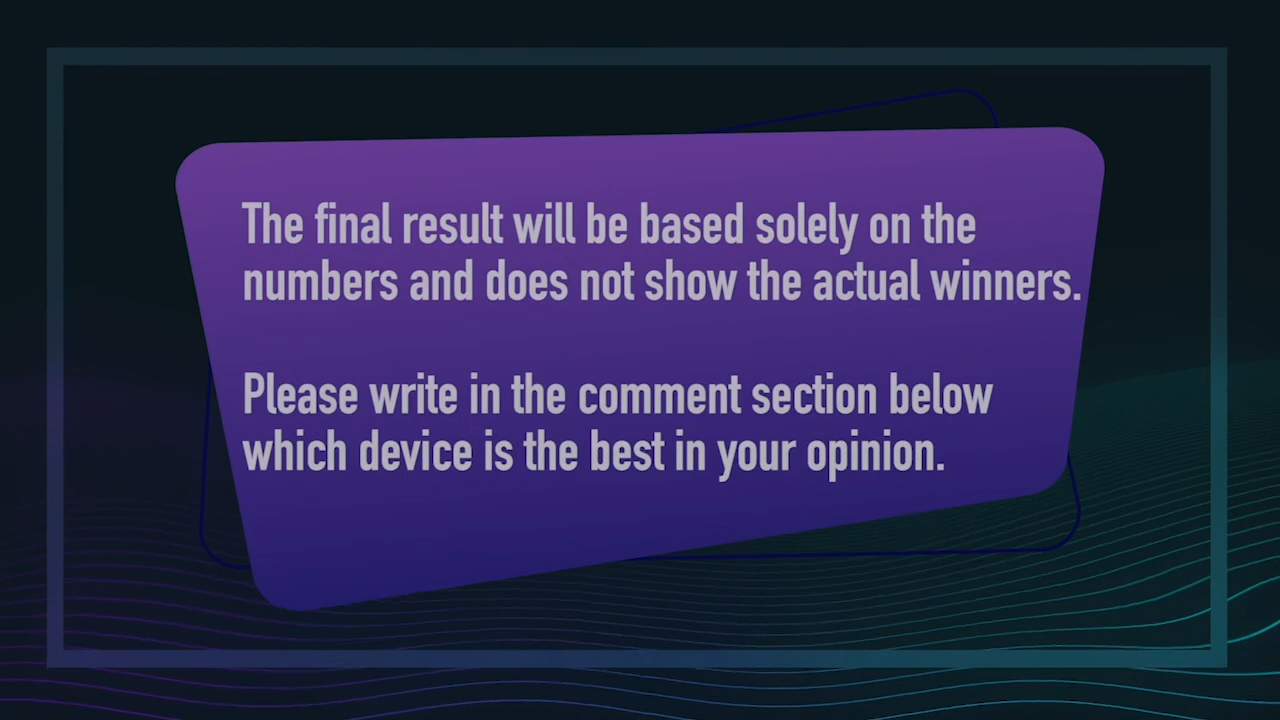 The final result will be based solely on the
numbers and does not show the actual winners.
Please write in the comment section below
which device is the best in your opinion.